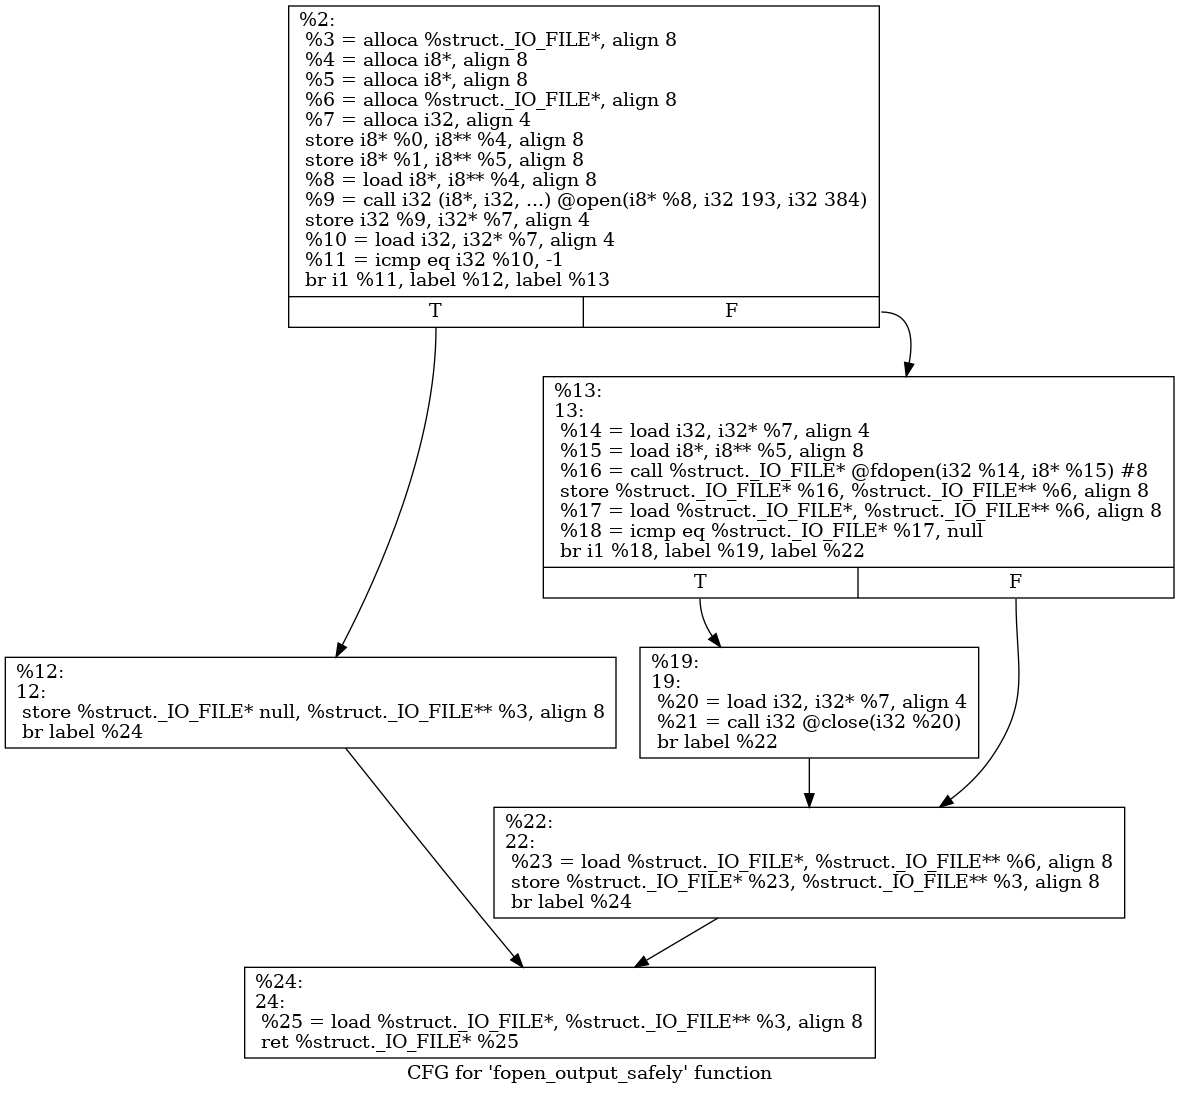 %2:
%3 = alloca %struct._IO_FILE*, align 8
%4 = alloca i8*, align 8
%5 = alloca i8*, align 8
%6 = alloca %struct._IO_FILE*, align 8
%7 = alloca i32, align 4
store i8* %0, i8** %4, align 8
store i8* %1, i8** %5, align 8
%8 = load i8*, i8** %4, align 8
%9 = call i32 (i8*, i32, ...) @open(i8* %8, i32 193, i32 384)
store i32 %9, i32* %7, align 4
%10 = load i32, i32* %7, align 4
%11 = icmp eq i32 %10, -1
br i1 %11, label %12, label %13
T
F
%13:
13:
%14 = load i32, i32* %7, align 4
%15 = load i8*, i8** %5, align 8
%16 = call %struct._IO_FILE* @fdopen(i32 %14, i8* %15) #8
store %struct._IO_FILE* %16, %struct._IO_FILE** %6, align 8
%17 = load %struct._IO_FILE*, %struct._IO_FILE** %6, align 8
%18 = icmp eq %struct._IO_FILE* %17, null
br i1 %18, label %19, label %22
T
F
%12:
12:
store %struct._IO_FILE* null, %struct._IO_FILE** %3, align 8
br label %24
%19:
19:
%20 = load i32, i32* %7, align 4
%21 = call i32 @close(i32 %20)
br label %22
%22:
22:
%23 = load %struct._IO_FILE*, %struct._IO_FILE** %6, align 8
store %struct._IO_FILE* %23, %struct._IO_FILE** %3, align 8
br label %24
%24:
24:
%25 = load %struct._IO_FILE*, %struct._IO_FILE** %3, align 8
ret %struct._IO_FILE* %25
CFG for 'fopen_output_safely' function